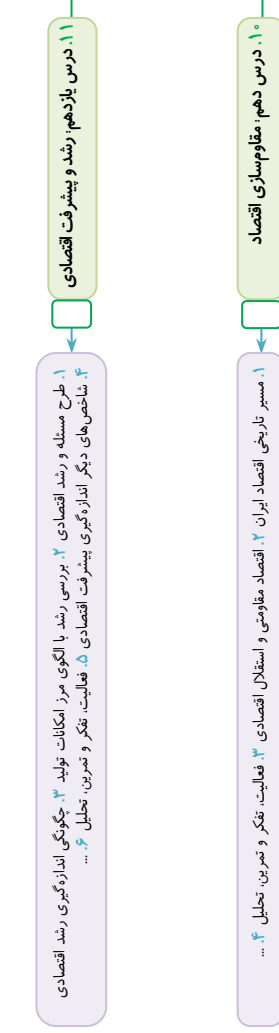 ۱۰. درس دهم: مقاوم‌سازی اقتصاد
۱. مسیر تاریخی اقتصاد ایران ۲. اقتصاد مقاومتی و استقلال اقتصادی ۳. فعالیت، تفکر و تمرین، تحلیل ۴. ...
۱۱. درس یازدهم: رشد و پیشرفت اقتصادی
۱. طرح مسئله و رشد اقتصادی ۲. بررسی رشد با الگوی مرز امکانات تولید ۳. چگونگی اندازه‌گیری رشد اقتصادی
۴. شاخص‌های دیگر اندازه‌گیری پیشرفت اقتصادی ۵. فعالیت، تفکر و تمرین، تحلیل ۶. ...